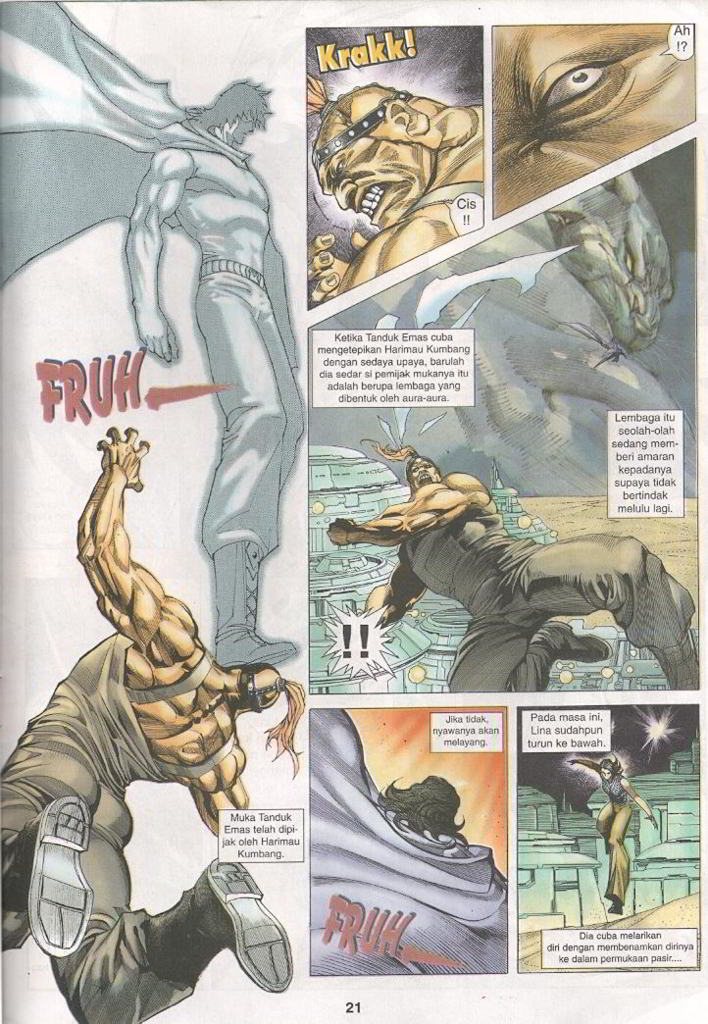 FRUH
Muka Tanduk
Emas telah dipi-
jak oleh Harimau
Kumbang.
Krakk!
Cis
!!
Ah
!?
Ketika Tanduk Emas cuba
mengetepikan Harimau Kumbang
dengan sedaya upaya, barulah
dia sedar si pemijak mukanya itu
adalah berupa lembaga yang
dibentuk oleh aura-aura.
Lembaga itu
seolah-olah
sedang mem-
beri amaran
kepadanya
supaya tidak
bertindak
melulu lagi.
!!
Jika tidak,
nyawanya akan
melayang.
FRUH
Pada masa ini,
Lina sudahpun
turun ke bawah.
Dia cuba melarikan
diri dengan membenamkan dirinya
ke dalam permukaan pasir....
21